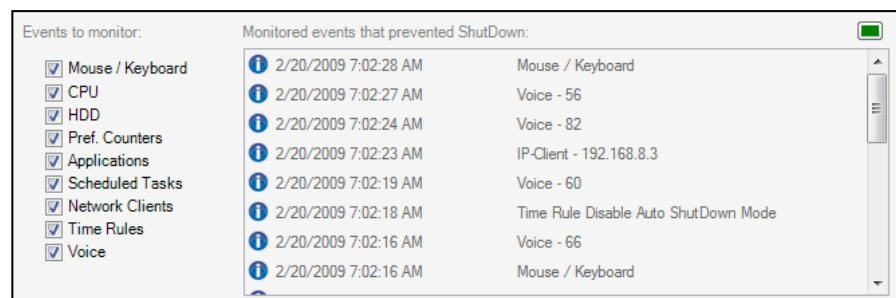 Events to monitor:
Mouse / Keyboard
CPU
HDD
Pref. Counters
Applications
Scheduled Tasks
Network Clients
Time Rules
Voice
Monitored events that prevented ShutDown:
2/20/2009 7:02:28 AM Mouse / Keyboard
2/20/2009 7:02:27 AM Voice - 56
2/20/2009 7:02:24 AM Voice - 82
2/20/2009 7:02:23 AM IP-Client - 192.168.8.3
2/20/2009 7:02:19 AM Voice - 60
2/20/2009 7:02:18 AM Time Rule Disable Auto ShutDown Mode
2/20/2009 7:02:16 AM Voice - 66
2/20/2009 7:02:16 AM Mouse / Keyboard